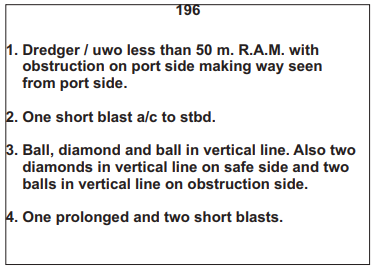 196
1. Dredger / uwo less than 50 m. R.A.M. with
obstruction on port side making way seen
from port side.
2. One short blast a/c to stbd.
3. Ball, diamond and ball in vertical line. Also two
diamonds in vertical line on safe side and two
balls in vertical line on obstruction side.
4. One prolonged and two short blasts.